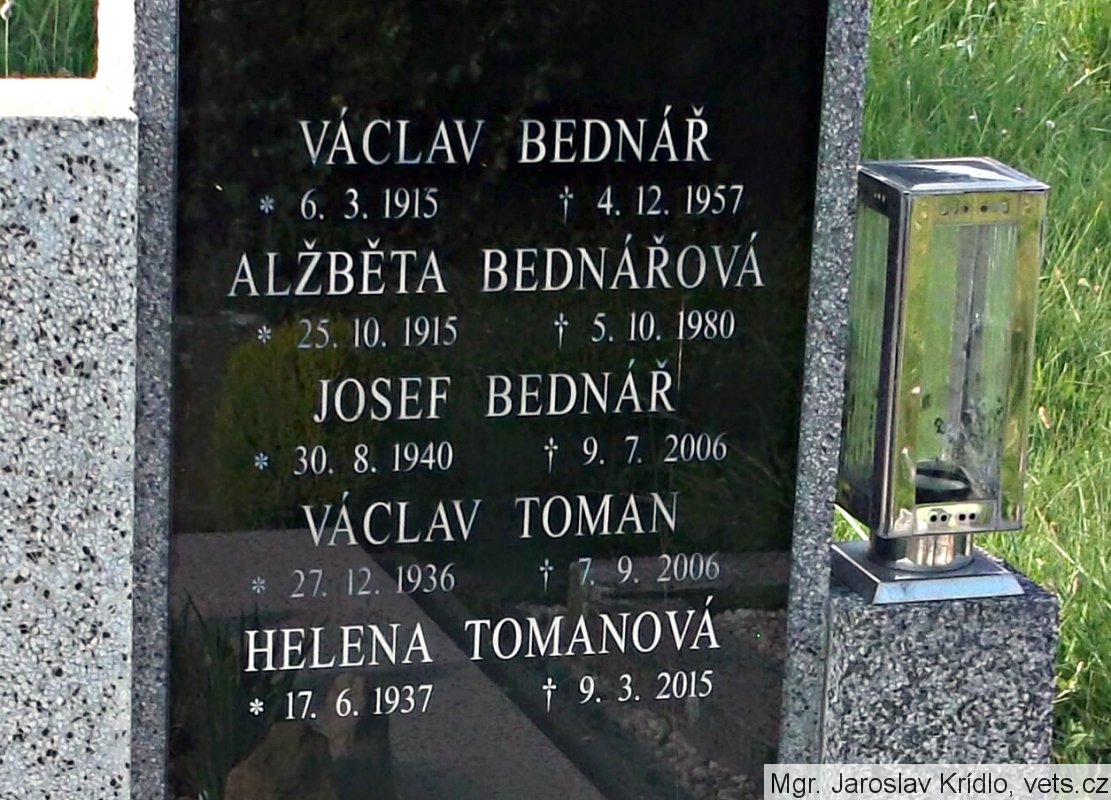 VÁCLAV BEDNÁŘ
* 6. 3. 1915 † 4. 12. 1957
ALŽBĚTA BEDNÁŘOVÁ
* 25. 10. 1915 † 5. 10. 1980
JOSEF BEDNÁŘ
* 30. 8. 1940 † 9. 7. 2006
VÁCLAV TOMAN
* 27. 12. 1936 † 7. 9. 2006
HELENA TOMANOVÁ
* 17. 6. 1937 † 9. 3. 2015
Mgr. Jaroslav Krídlo, vets.cz